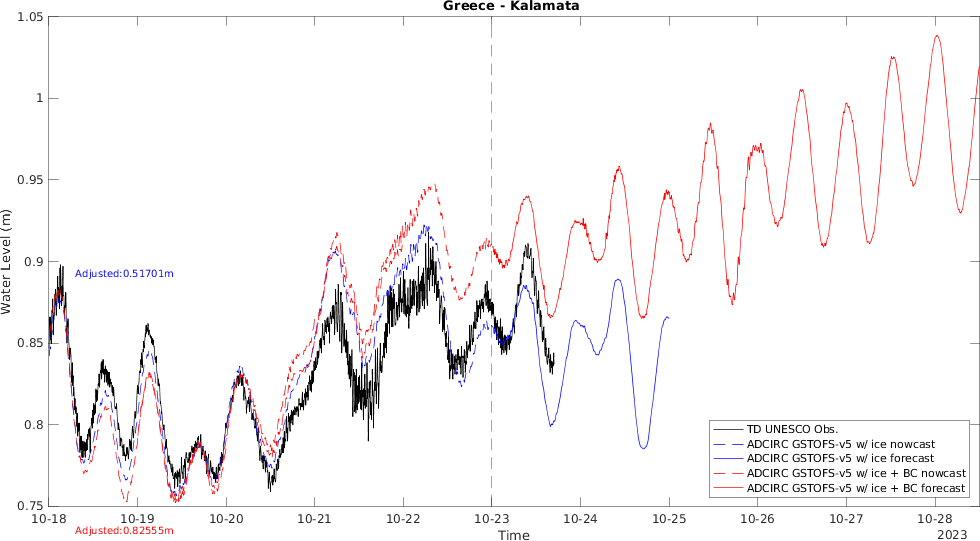 Greece - Kalamata
1.05
1
0.95
0.9
0.85
0.8
0.75
Water Level (m)
Adjusted:0.51701m
Adjusted:0.82555m
TD UNESCO Obs.
ADCIRC GSTOFS-v5 w/ ice nowcast
ADCIRC GSTOFS-v5 w/ ice forecast
ADCIRC GSTOFS-v5 w/ ice + BC nowcast
ADCIRC GSTOFS-v5 w/ ice + BC forecast
10-18 10-19 10-20 10-21 10-22 10-23 10-24 10-25 10-26 10-27 10-28
Time
2023